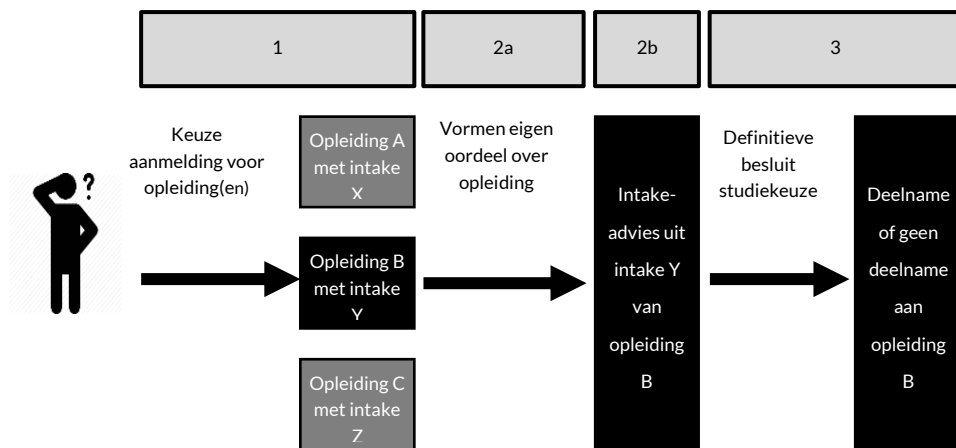 1
2a
2b
3
Keuze
aanmelding voor
opleiding(en)
?
Opleiding A
met intake
X
Opleiding B
met intake
Y
Opleiding C
met intake
Z
Vormen eigen
oordeel over
opleiding
Intake-
advies uit
intake Y
van
opleiding
B
Definitieve
besluit
studiekeuze
Deelname
of geen
deelname
aan
opleiding
B